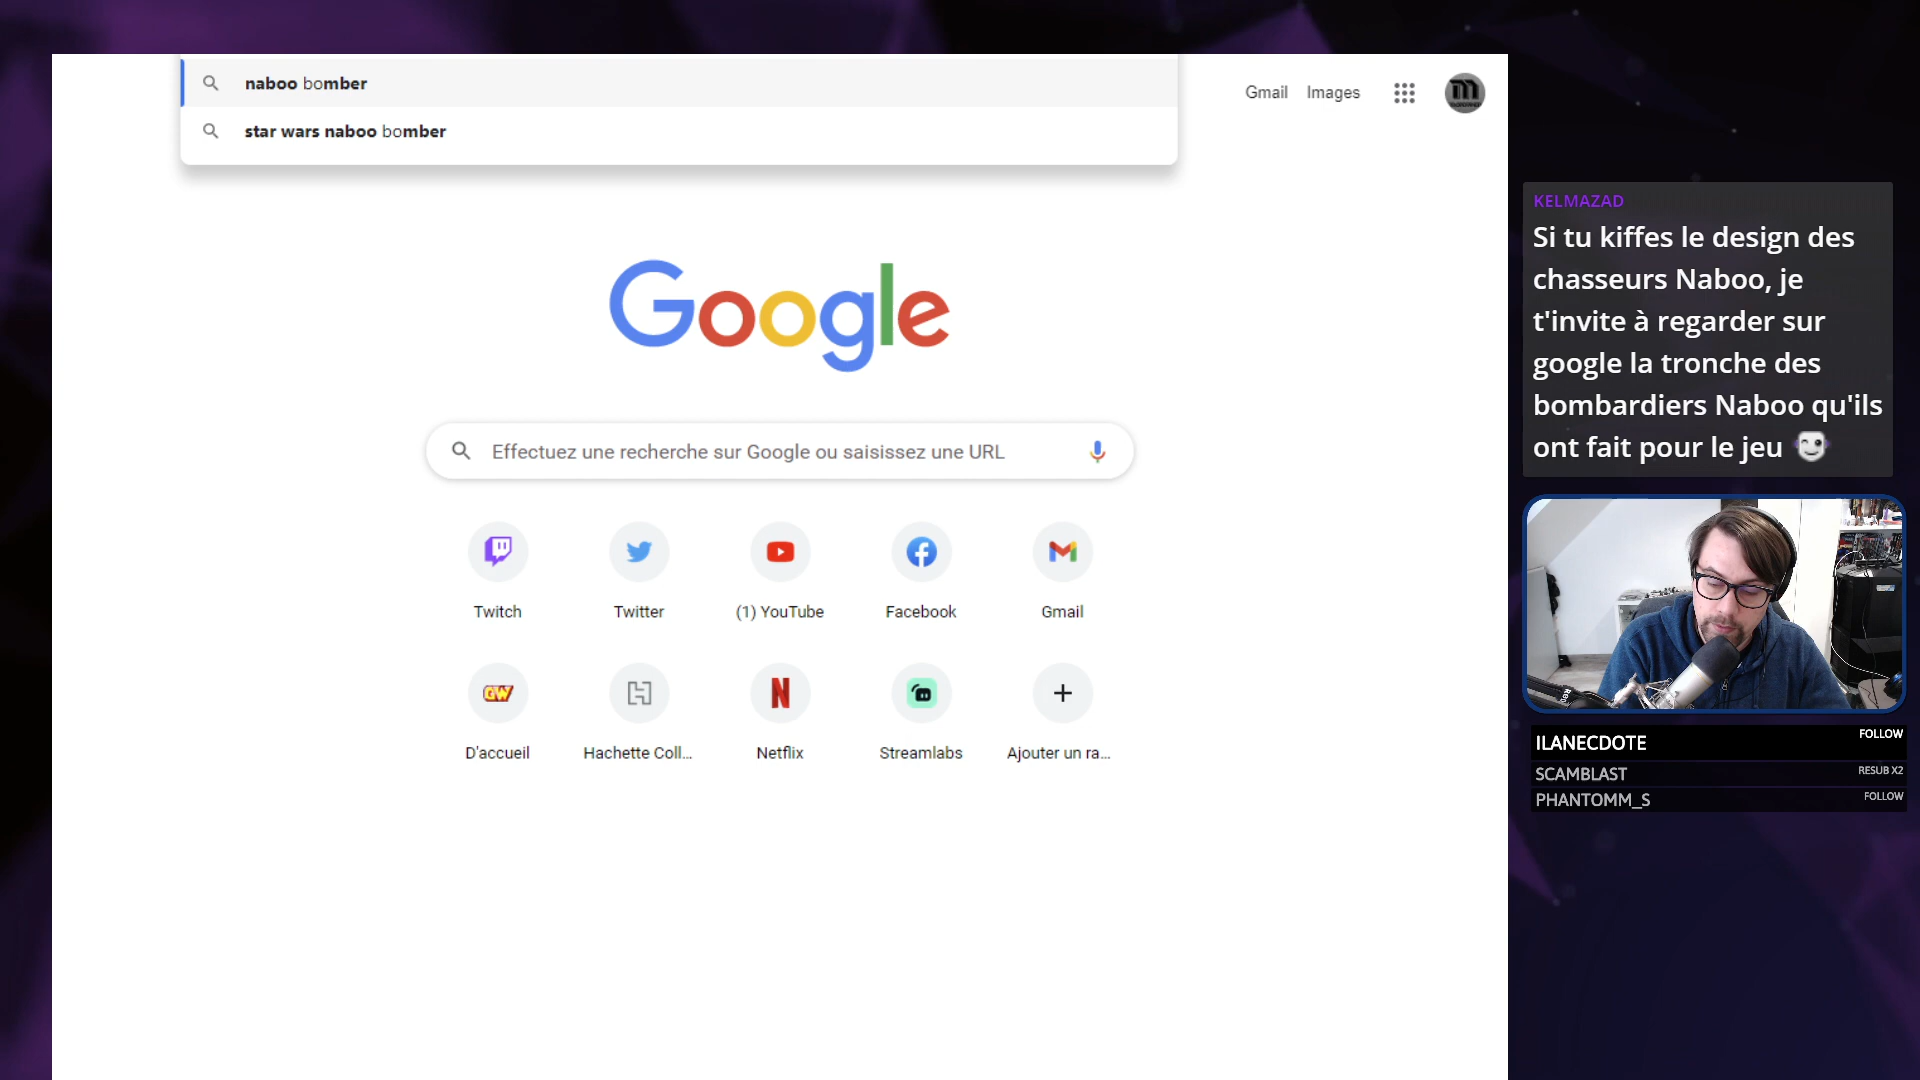 naboo bomber
star wars naboo bomber
Gmail Images
Google
Effectuez une recherche sur Google ou saisissez une URL
Twitch Twitter (1) YouTube Facebook Gmail
D'accueil Hachette Coll... Netflix Streamlabs Ajouter un ra...
KELMAZAD
Si tu kiffes le design des
chasseurs Naboo, je
t'invite à regarder sur
google la tronche des
bombardiers Naboo qu'ils
ont fait pour le jeu
ILANECDOTE FOLLOW
SCAMBLAST RESUB X2
PHANTOMM_S FOLLOW